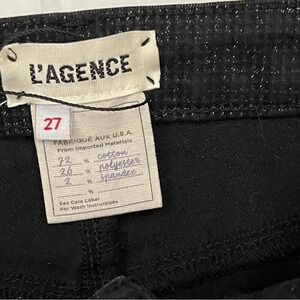 L'AGENCE
27
FABRIQUÉ AUX U.S.A.
From Imported Materials
72 % cotton
26 % polyester
2 % spandex
%
See Care Label
For Wash Instructions